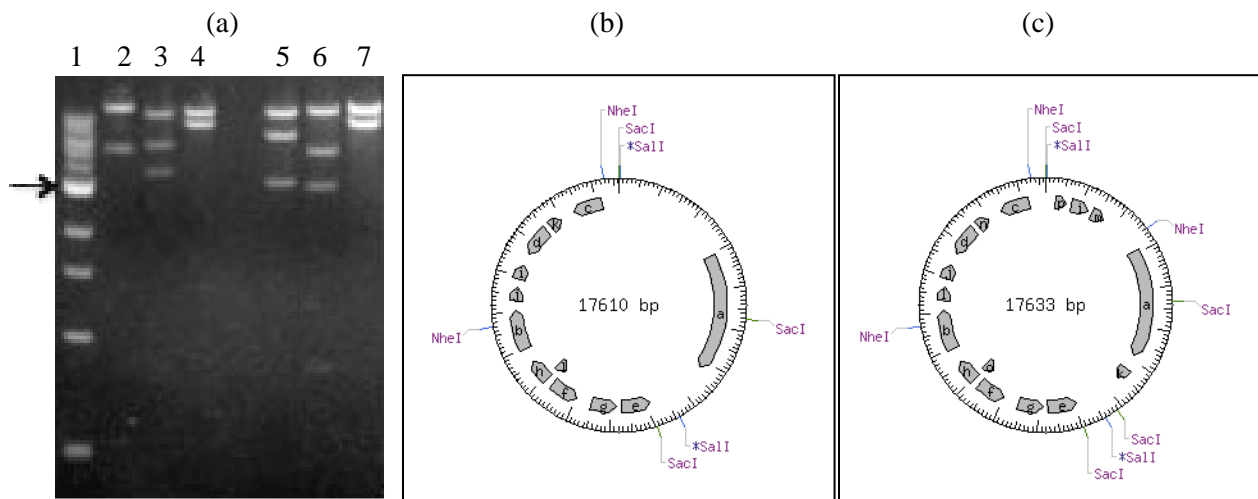 (a) (b) (c)
1 2 3 4 5 6 7
NheI
SacI
*SalI
c
k
d
i
l
b
h
j
f
g
e
a
17610 bp
NheI
SacI
*SalI
SacI
NheI
SacI
*SalI
NheI
c
p
j
m
n
d
i
l
b
h
o
f
g
e
k
a
17633 bp
NheI
SacI
SacI
*SalI
SacI